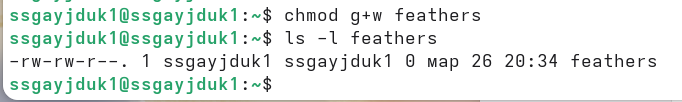 ssgayjduk1@ssgayjduk1:~$ chmod g+w feathers
ssgayjduk1@ssgayjduk1:~$ ls -l feathers
-rw-rw-r--. 1 ssgayjduk1 ssgayjduk1 0 мар 26 20:34 feathers
ssgayjduk1@ssgayjduk1:~$